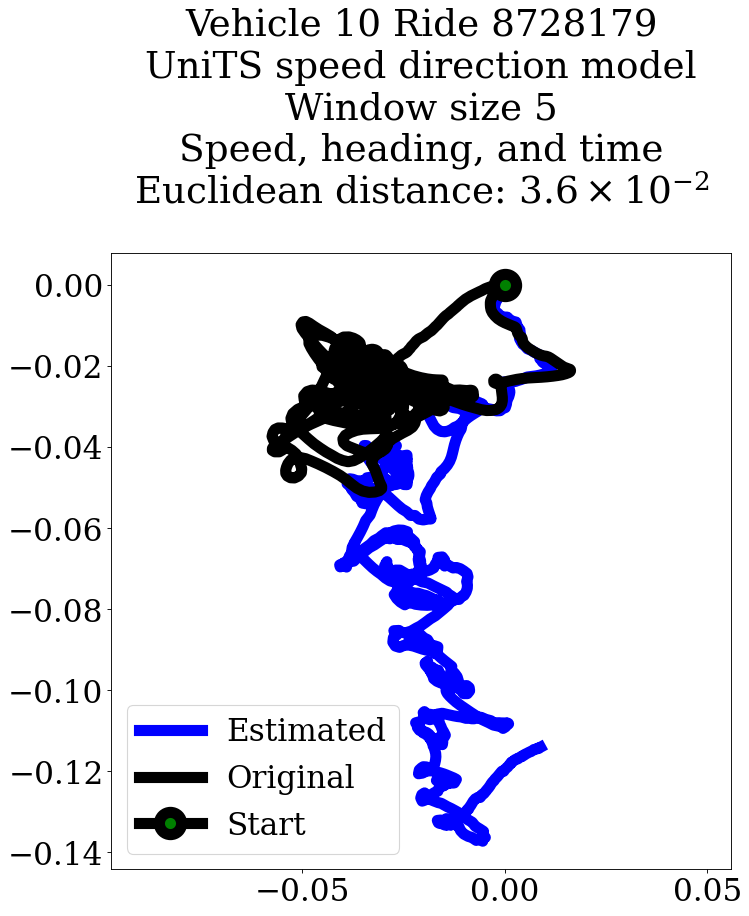 Vehicle 10 Ride 8728179
UniTS speed direction model
Window size 5
Speed, heading, and time
Euclidean distance: 3.6 × 10⁻²
0.00
−0.02
−0.04
−0.06
−0.08
−0.10
−0.12
−0.14
Estimated
Original
Start
−0.05 0.00 0.05